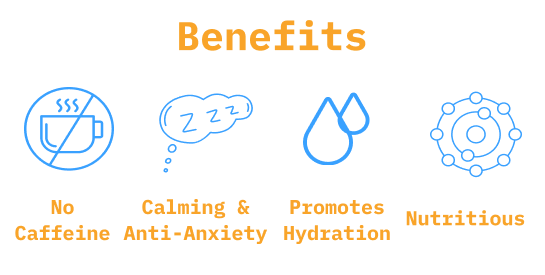 Benefits
Z Z Z
No
Caffeine
Calming &
Anti-Anxiety
Promotes
Hydration
Nutritious